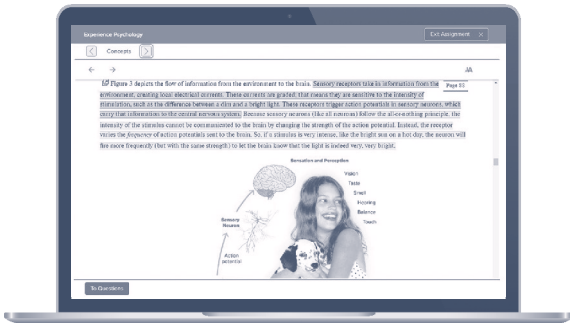 Experience Psychology
Exit Assignment ×
< Concepts >
← →
AA
Page 93
Figure 3 depicts the flow of information from the environment to the brain. Sensory receptors take in information from the
environment, creating local electrical currents. These currents are graded; that means they are sensitive to the intensity of
stimulation, such as the difference between a dim and a bright light. These receptors trigger action potentials in sensory neurons, which
carry that information to the central nervous system. Because sensory neurons (like all neurons) follow the all-or-nothing principle, the
intensity of the stimulus cannot be communicated to the brain by changing the strength of the action potential. Instead, the receptor
varies the frequency of action potentials sent to the brain. So, if a stimulus is very intense, like the bright sun on a hot day, the neuron will
fire more frequently (but with the same strength) to let the brain know that the light is indeed very, very bright.
Sensation and Perception
Vision
Taste
Smell
Hearing
Balance
Touch
Sensory
Neuron
Action
potential
To Questions